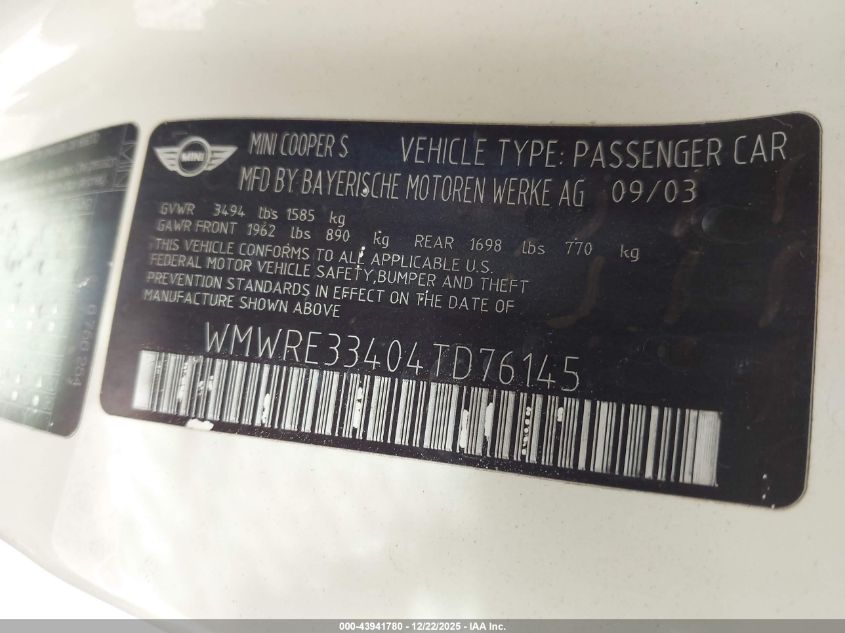 MINI
MINI COOPER S VEHICLE TYPE: PASSENGER CAR
MFD BY BAYERISCHE MOTOREN WERKE AG 09/03
GVWR 3494 lbs 1585 kg
GAWR FRONT 1962 lbs 890 kg REAR 1698 lbs 770 kg
THIS VEHICLE CONFORMS TO ALL APPLICABLE U.S.
FEDERAL MOTOR VEHICLE SAFETY,BUMPER AND THEFT
PREVENTION STANDARDS IN EFFECT ON THE DATE OF
MANUFACTURE SHOWN ABOVE
WMWRE33404TD76145
000-43941780 - 12/22/2025 - IAA Inc.